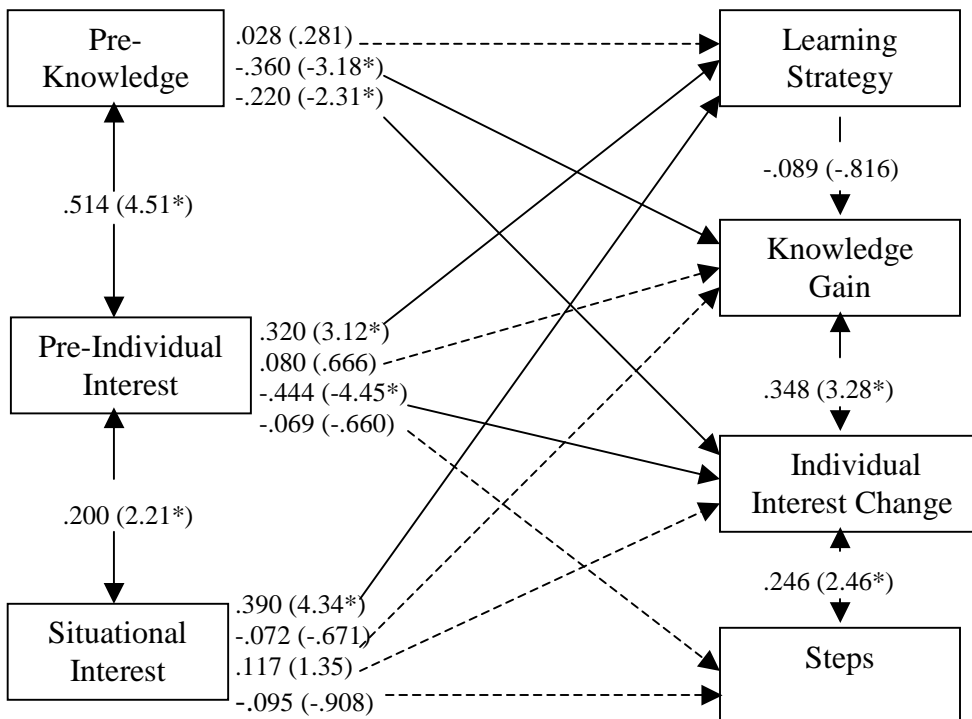 Pre-
Knowledge
.028 (.281)
-.360 (-3.18*)
-.220 (-2.31*)
Learning
Strategy
-.089 (-.816)
.514 (4.51*)
Knowledge
Gain
Pre-Individual
Interest
.320 (3.12*)
.080 (.666)
-.444 (-4.45*)
-.069 (-.660)
.348 (3.28*)
Individual
Interest Change
.200 (2.21*)
.246 (2.46*)
Situational
Interest
.390 (4.34*)
-.072 (-.671)
.117 (1.35)
-.095 (-.908)
Steps